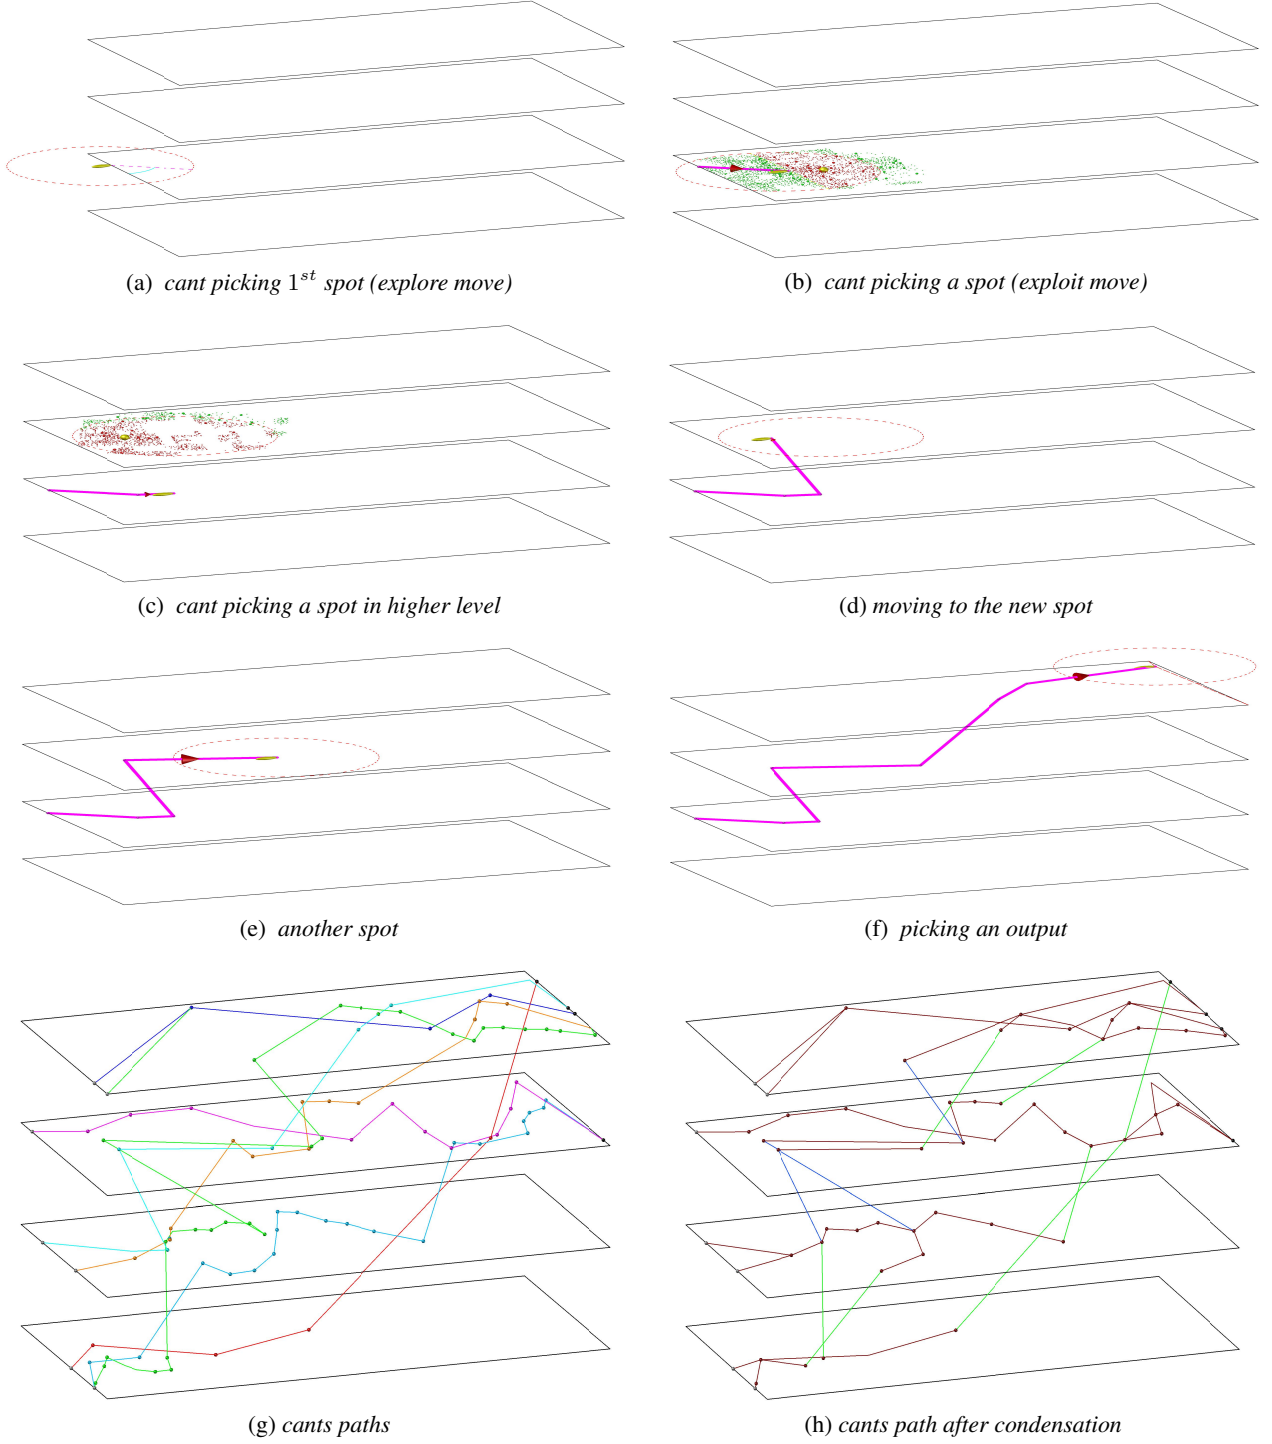 (a) cant picking 1st spot (explore move)
(b) cant picking a spot (exploit move)
(c) cant picking a spot in higher level
(d) moving to the new spot
(e) another spot
(f) picking an output
(g) cants paths
(h) cants path after condensation